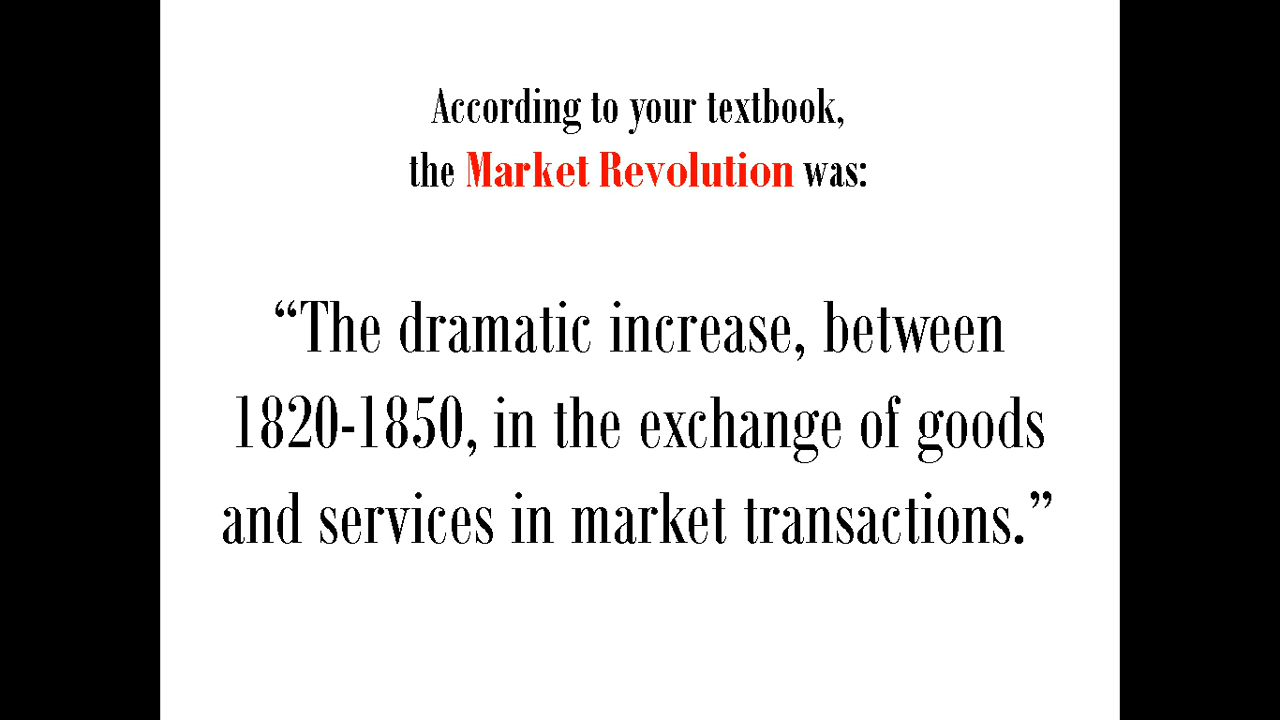 According to your textbook,
the Market Revolution was:
“The dramatic increase, between
1820-1850, in the exchange of goods
and services in market transactions.”